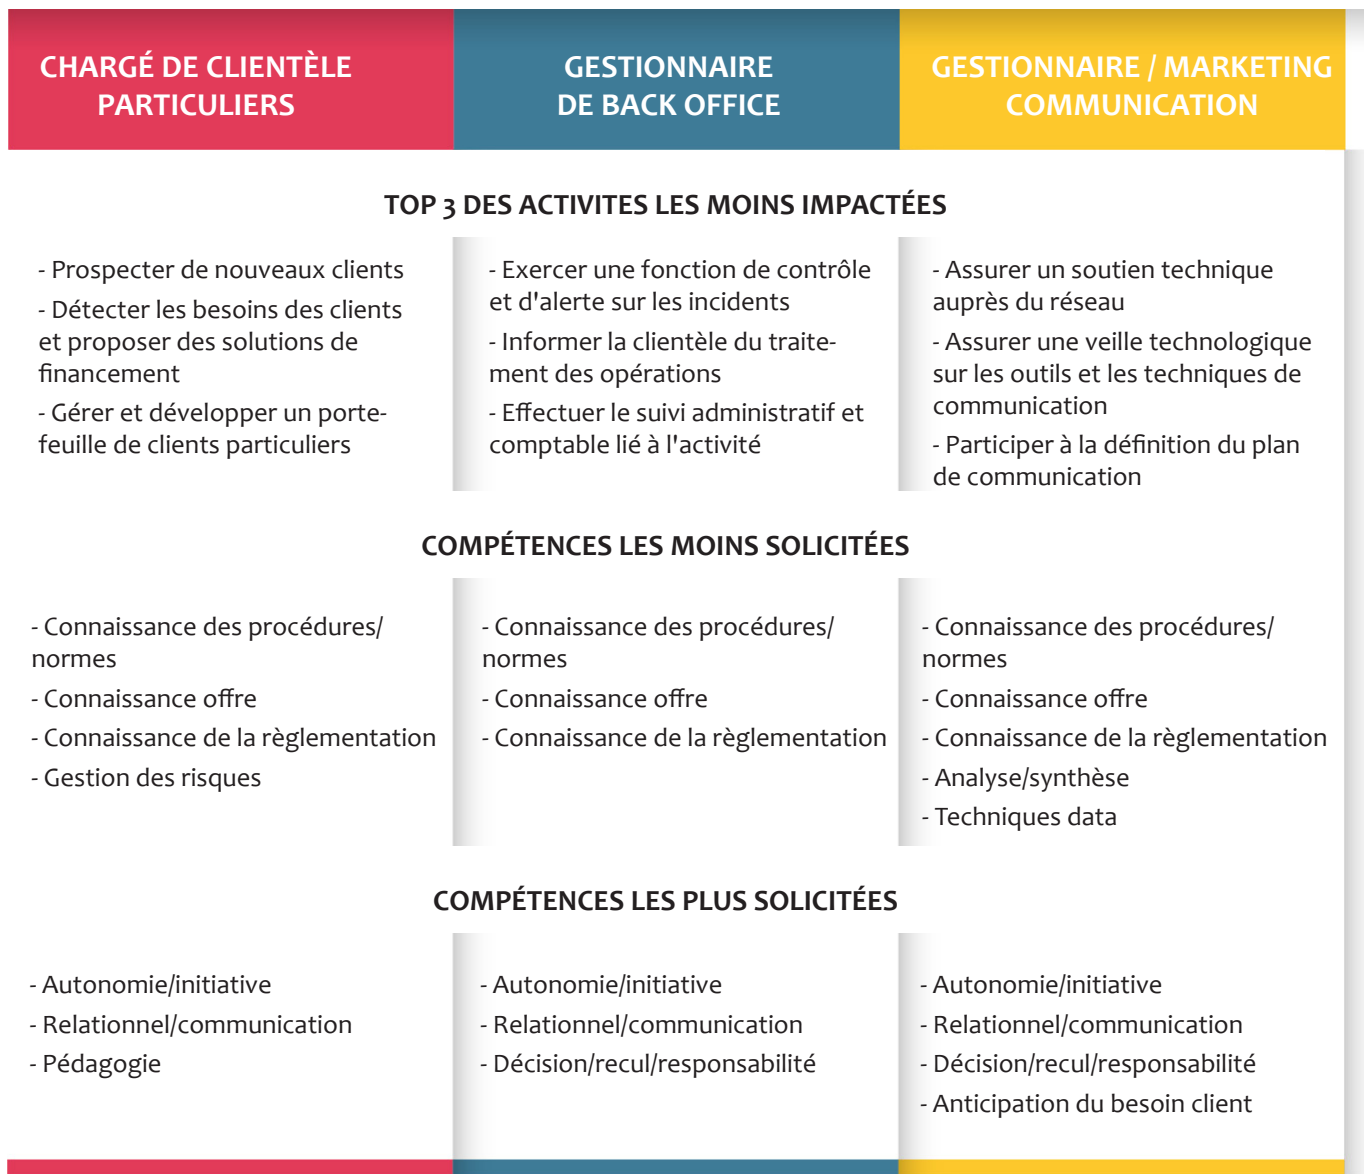 CHARGÉ DE CLIENTÈLE
PARTICULIERS
GESTIONNAIRE
DE BACK OFFICE
GESTIONNAIRE / MARKETING
COMMUNICATION
TOP 3 DES ACTIVITES LES MOINS IMPACTÉES
- Prospecter de nouveaux clients
- Détecter les besoins des clients
et proposer des solutions de
financement
- Gérer et développer un porte-
feuille de clients particuliers
- Exercer une fonction de contrôle
et d'alerte sur les incidents
- Informer la clientèle du traite-
ment des opérations
- Effectuer le suivi administratif et
comptable lié à l'activité
- Assurer un soutien technique
auprès du réseau
- Assurer une veille technologique
sur les outils et les techniques de
communication
- Participer à la définition du plan
de communication
COMPÉTENCES LES MOINS SOLICITÉES
- Connaissance des procédures/
normes
- Connaissance offre
- Connaissance de la règlementation
- Gestion des risques
- Connaissance des procédures/
normes
- Connaissance offre
- Connaissance de la règlementation
- Connaissance des procédures/
normes
- Connaissance offre
- Connaissance de la règlementation
- Analyse/synthèse
- Techniques data
COMPÉTENCES LES PLUS SOLICITÉES
- Autonomie/initiative
- Relationnel/communication
- Pédagogie
- Autonomie/initiative
- Relationnel/communication
- Décision/recul/responsabilité
- Autonomie/initiative
- Relationnel/communication
- Décision/recul/responsabilité
- Anticipation du besoin client